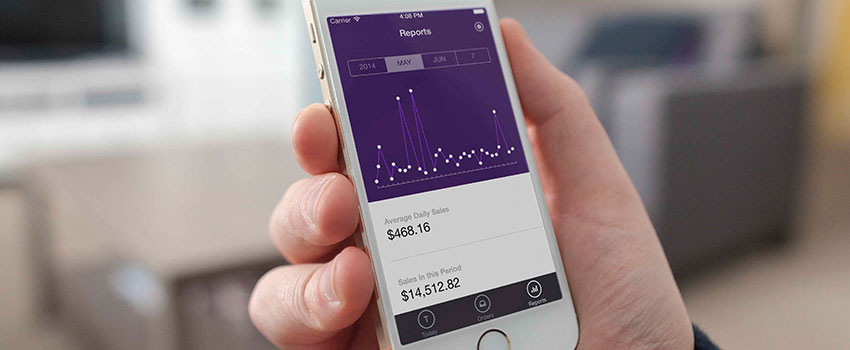 Carrier 4:08 PM
Reports
2014 MAY JUN 7
Average Daily Sales
$468.16
Sales in this Period
$14,512.82
T
Today Orders Reports